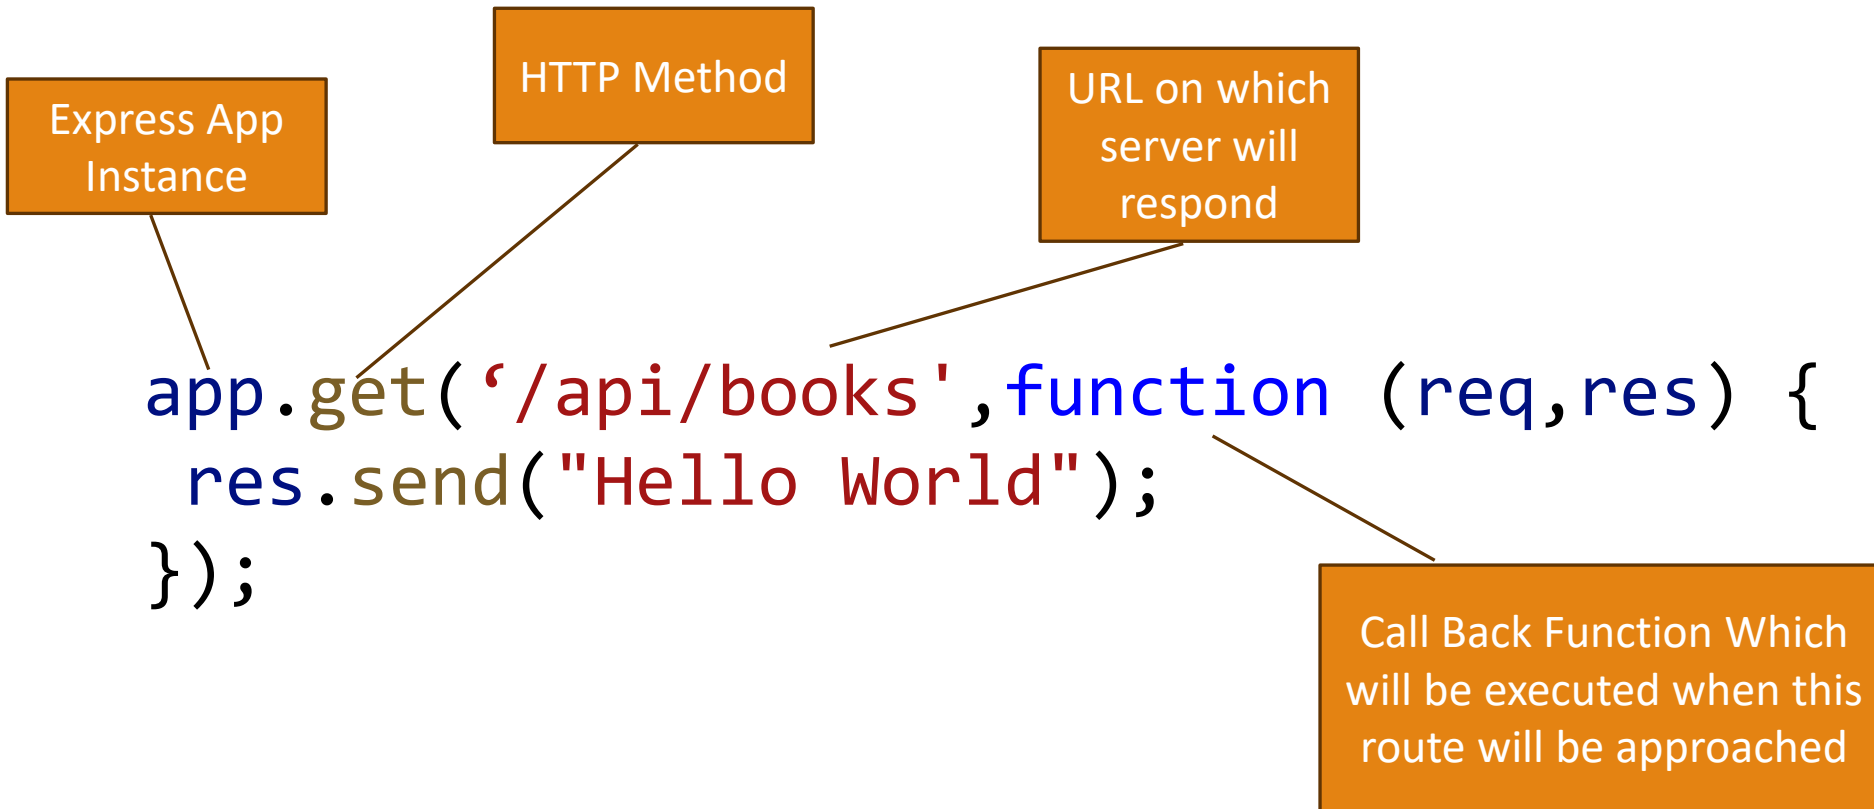 HTTP Method
Express App
Instance
URL on which
server will
respond
app.get(‘/api/books',function (req,res) {
res.send("Hello World");
});
Call Back Function Which
will be executed when this
route will be approached